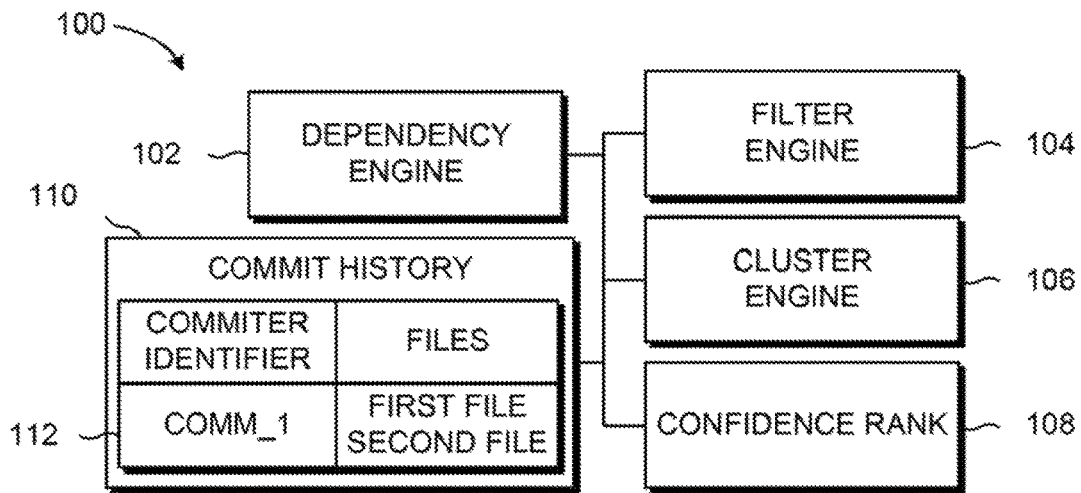 100
DEPENDENCY
ENGINE
102
FILTER
ENGINE
104
110
COMMIT HISTORY
COMMITER
IDENTIFIER
FILES
COMM_1
FIRST FILE
SECOND FILE
112
CLUSTER
ENGINE
106
CONFIDENCE RANK
108